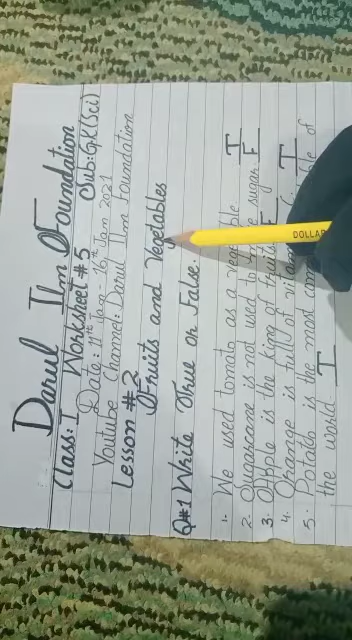 Darul Ilm Foundation
Class: I Worksheet #5 Sub: G.K (Sci)
Date: 11th Jan - 16th Jan 2021
Youtube Channel: Darul Ilm Foundation
Lesson #2
Fruits and Vegetables
Q#1 Write True or False.
1. We used tomato as a vegetable. T
2. Sugarcane is not used to sugar. F
3. Apple is the king of fruits. F
4. Orange is full of T
5. Potato is the most of
the world. T
DOLLAR